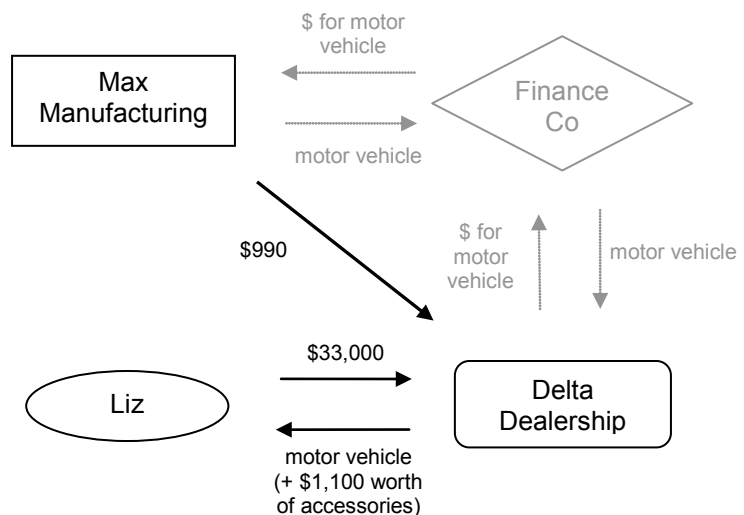 $ for motor
vehicle
Max
Manufacturing
Finance
Co
motor vehicle
$990
$ for
motor
vehicle
motor vehicle
$33,000
Liz
Delta
Dealership
motor vehicle
(+ $1,100 worth
of accessories)